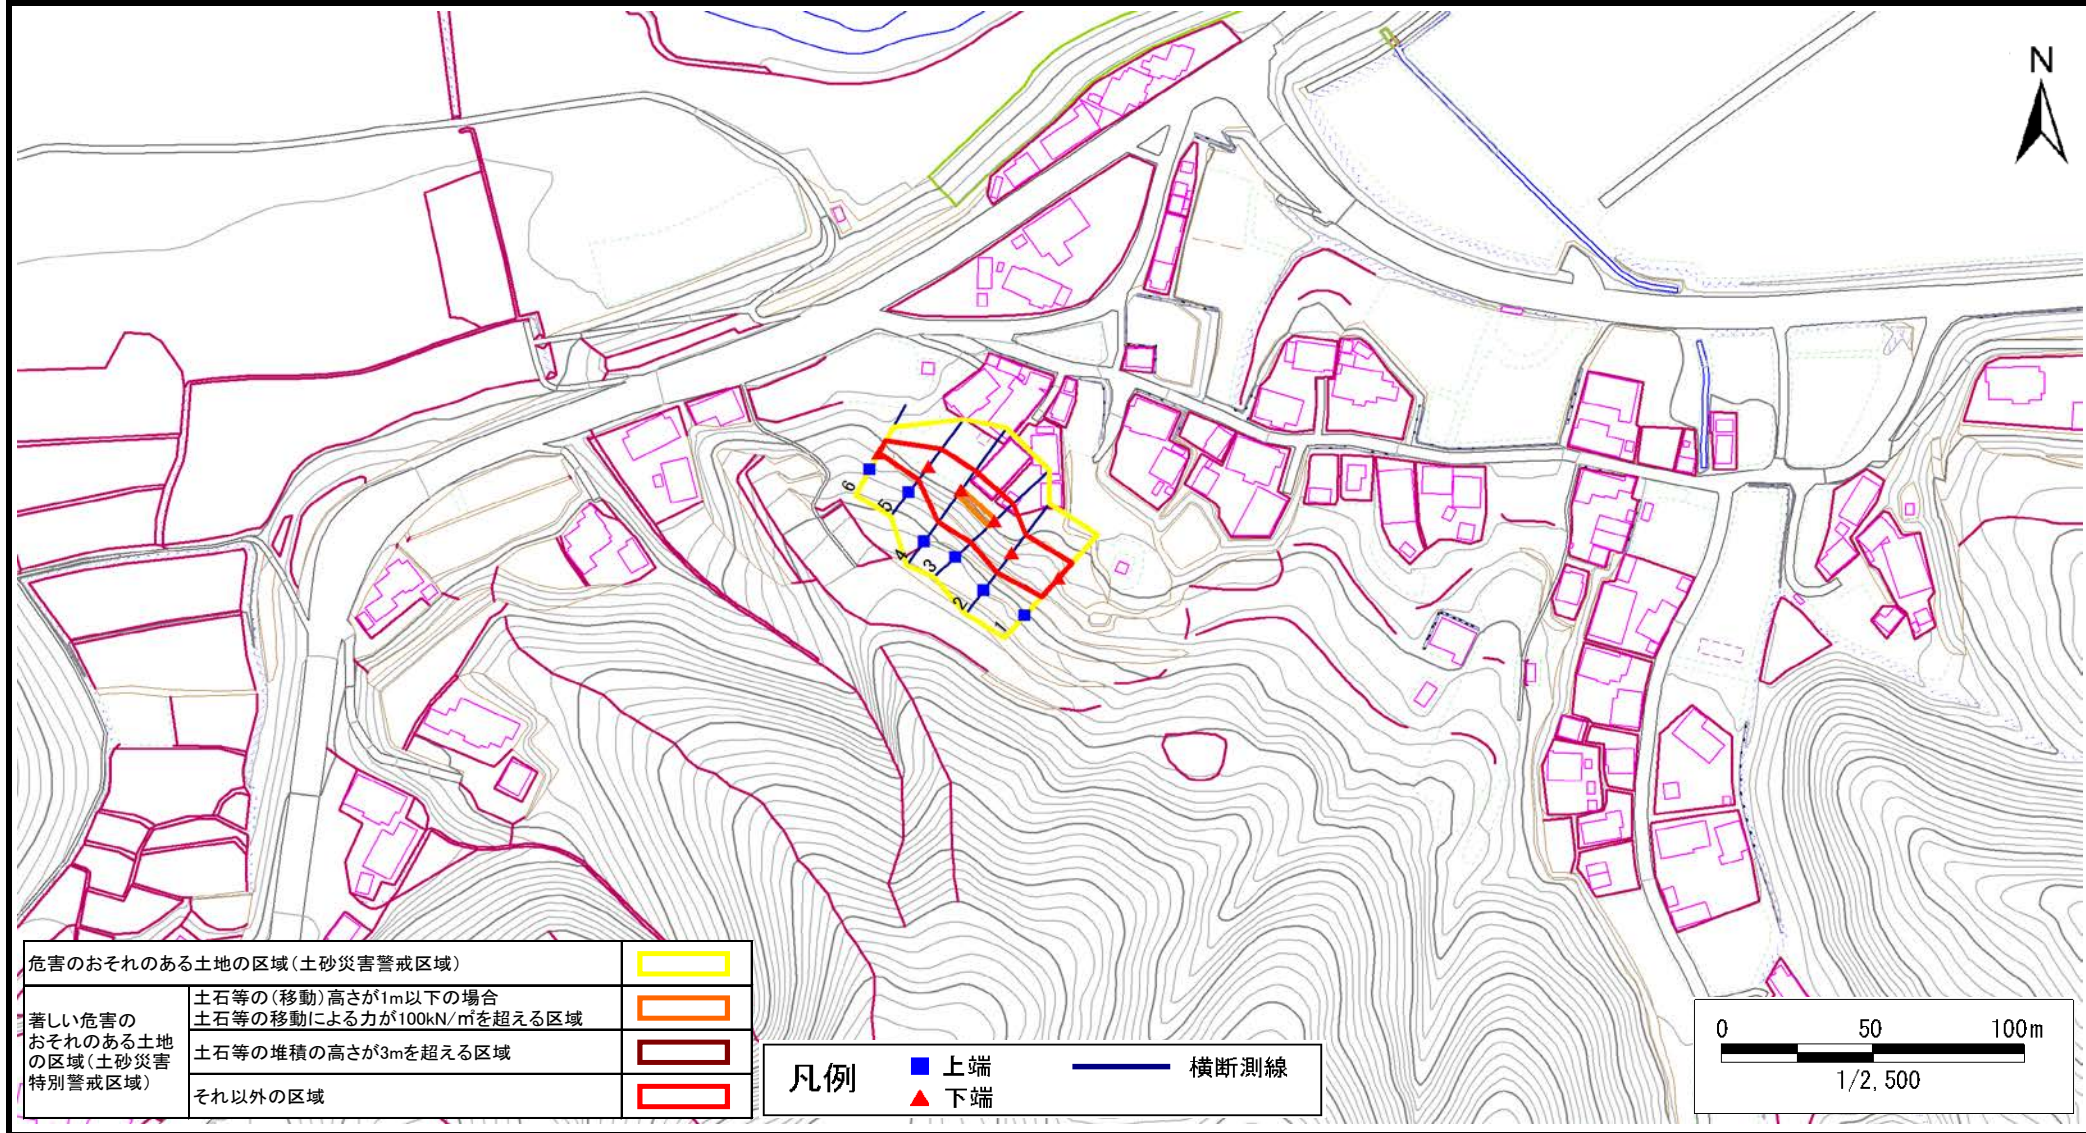 N
6
5
4
3
2
1
危害のおそれのある土地の区域(土砂災害警戒区域)
著しい危害の
おそれのある土地
の区域(土砂災害
特別警戒区域)
土石等の(移動)高さが1m以下の場合
土石等の移動による力が100kN/㎡を超える区域
土石等の堆積の高さが3mを超える区域
それ以外の区域
凡例
上端
下端
横断測線
0 50 100m
1/2,500